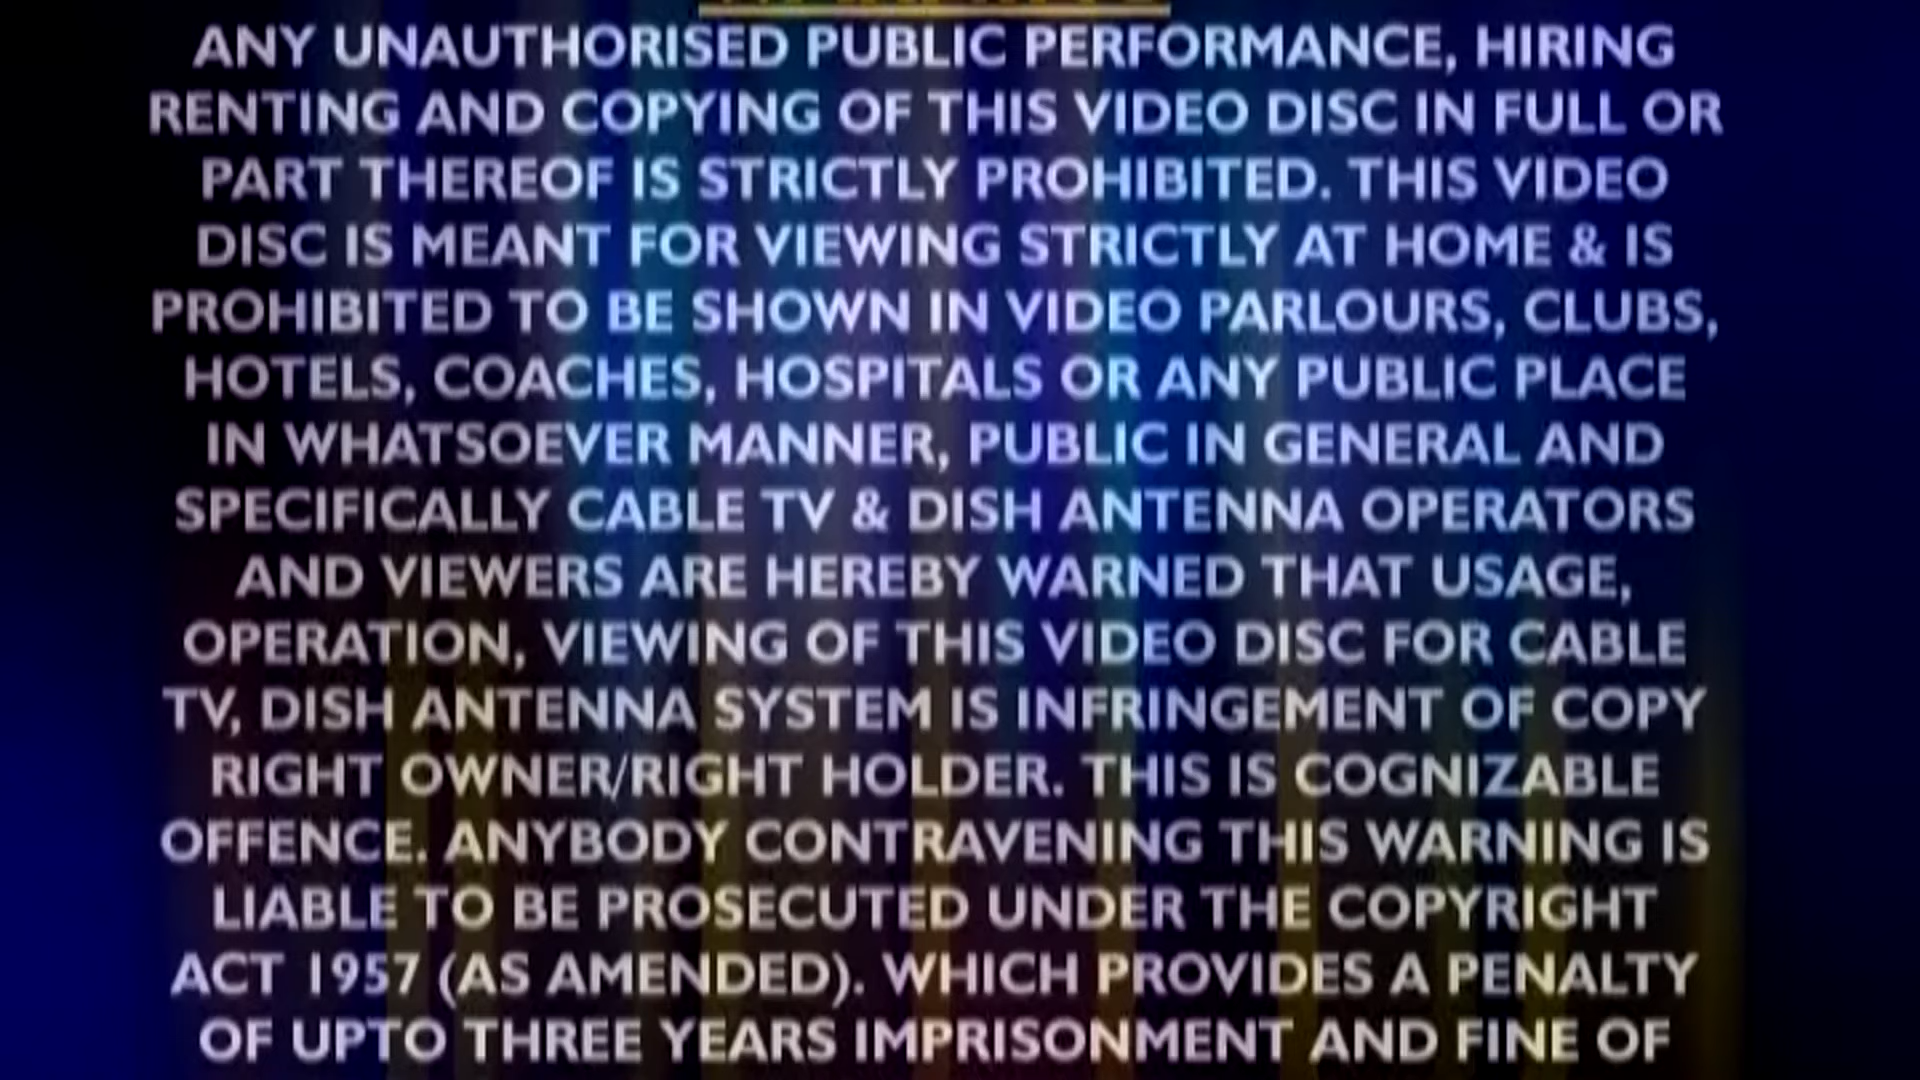 ANY UNAUTHORISED PUBLIC PERFORMANCE, HIRING
RENTING AND COPYING OF THIS VIDEO DISC IN FULL OR
PART THEREOF IS STRICTLY PROHIBITED. THIS VIDEO
DISC IS MEANT FOR VIEWING STRICTLY AT HOME & IS
PROHIBITED TO BE SHOWN IN VIDEO PARLOURS, CLUBS,
HOTELS, COACHES, HOSPITALS OR ANY PUBLIC PLACE
IN WHATSOEVER MANNER, PUBLIC IN GENERAL AND
SPECIFICALLY CABLE TV & DISH ANTENNA OPERATORS
AND VIEWERS ARE HEREBY WARNED THAT USAGE,
OPERATION, VIEWING OF THIS VIDEO DISC FOR CABLE
TV, DISH ANTENNA SYSTEM IS INFRINGEMENT OF COPY
RIGHT OWNER/RIGHT HOLDER. THIS IS COGNIZABLE
OFFENCE. ANYBODY CONTRAVENING THIS WARNING IS
LIABLE TO BE PROSECUTED UNDER THE COPYRIGHT
ACT 1957 (AS AMENDED). WHICH PROVIDES A PENALTY
OF UPTO THREE YEARS IMPRISONMENT AND FINE OF